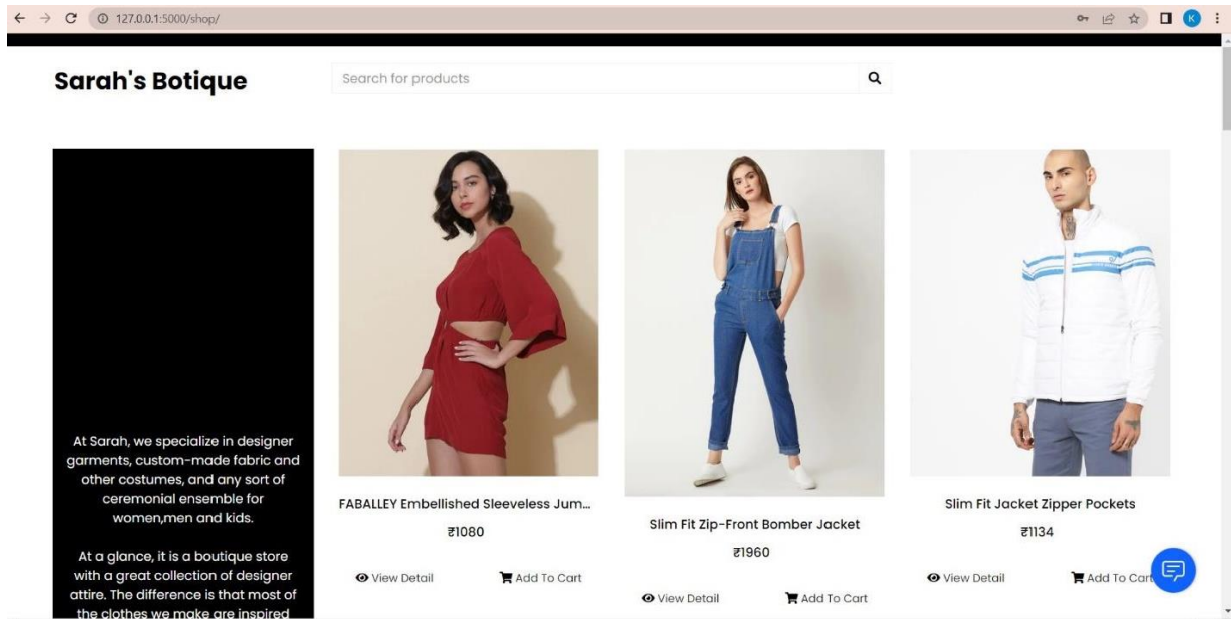 127.0.0.1:5000/shop/
K
Sarah's Botique
Search for products
At Sarah, we specialize in designer
garments, custom-made fabric and
other costumes, and any sort of
ceremonial ensemble for
women,men and kids.
At a glance, it is a boutique store
with a great collection of designer
attire. The difference is that most of
the clothes we make are inspired
FABALLEY Embellished Sleeveless Jum...
₹1080
View Detail
Add To Cart
Slim Fit Zip-Front Bomber Jacket
₹1960
View Detail
Add To Cart
Slim Fit Jacket Zipper Pockets
₹1134
View Detail
Add To Cart